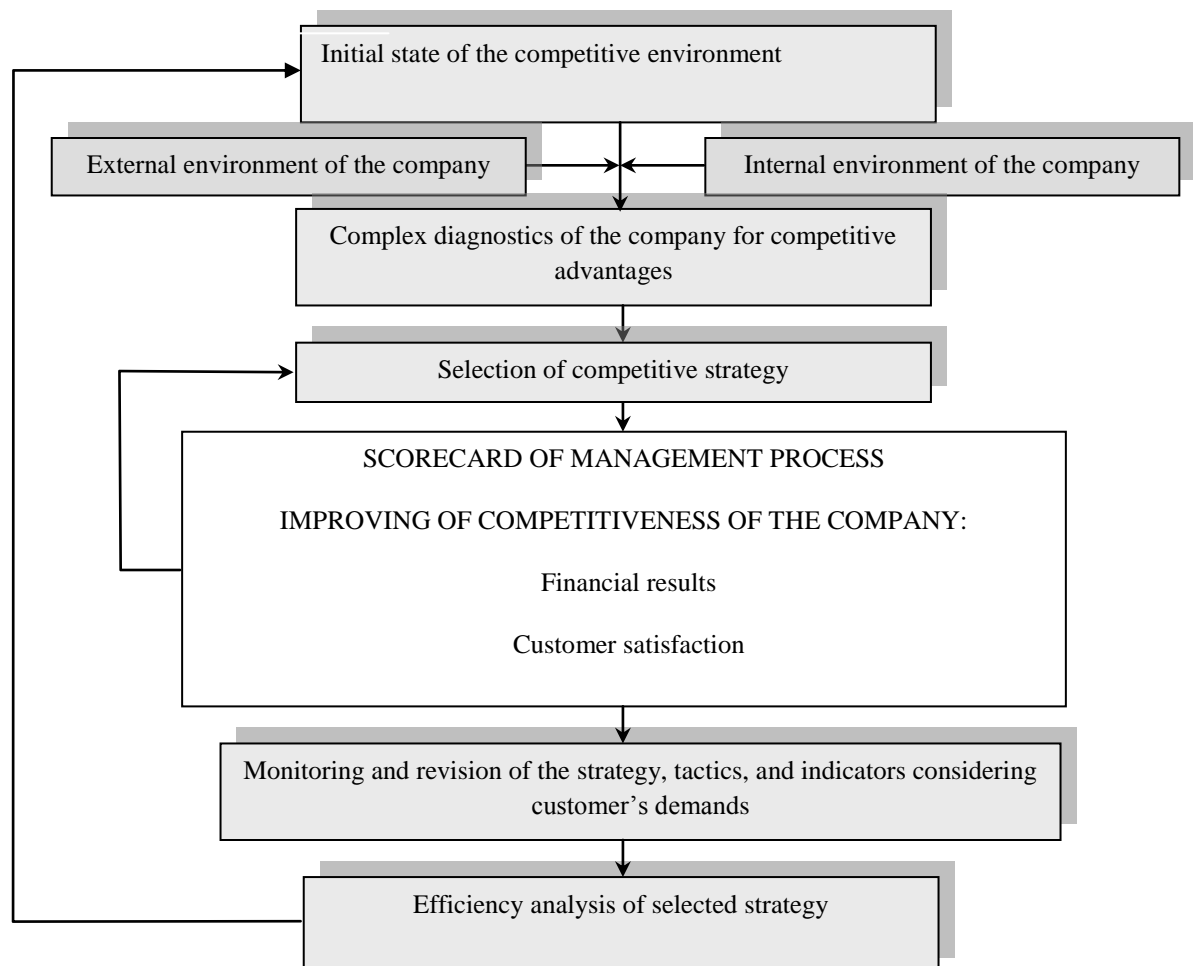 Initial state of the competitive environment
External environment of the company
Internal environment of the company
Complex diagnostics of the company for competitive
advantages
Selection of competitive strategy
SCORECARD OF MANAGEMENT PROCESS
IMPROVING OF COMPETITIVENESS OF THE COMPANY:
Financial results
Customer satisfaction
Monitoring and revision of the strategy, tactics, and indicators considering
customer’s demands
Efficiency analysis of selected strategy